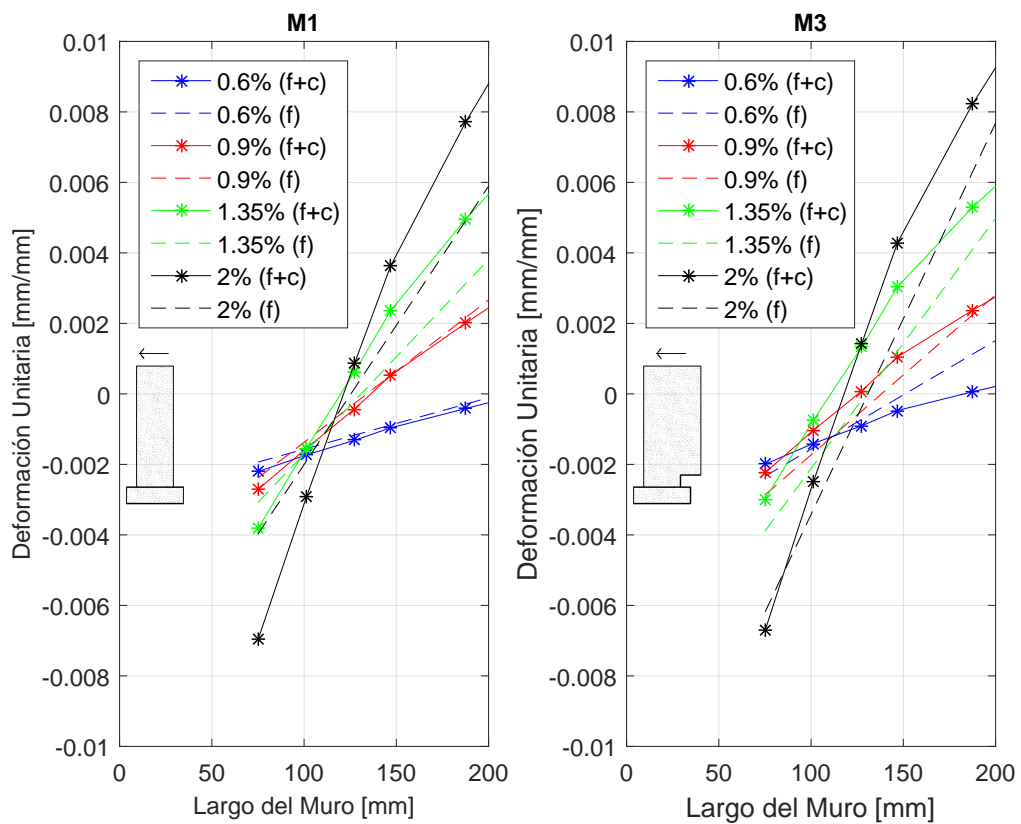 M1
0.01
0.008
0.006
0.004
0.002
0
-0.002
-0.004
-0.006
-0.008
-0.01
0 50 100 150 200
Largo del Muro [mm]
Deformación Unitaria [mm/mm]
0.6% (f+c)
0.6% (f)
0.9% (f+c)
0.9% (f)
1.35% (f+c)
1.35% (f)
2% (f+c)
2% (f)
M3
0.01
0.008
0.006
0.004
0.002
0
-0.002
-0.004
-0.006
-0.008
-0.01
0 50 100 150 200
Largo del Muro [mm]
Deformación Unitaria [mm/mm]
0.6% (f+c)
0.6% (f)
0.9% (f+c)
0.9% (f)
1.35% (f+c)
1.35% (f)
2% (f+c)
2% (f)